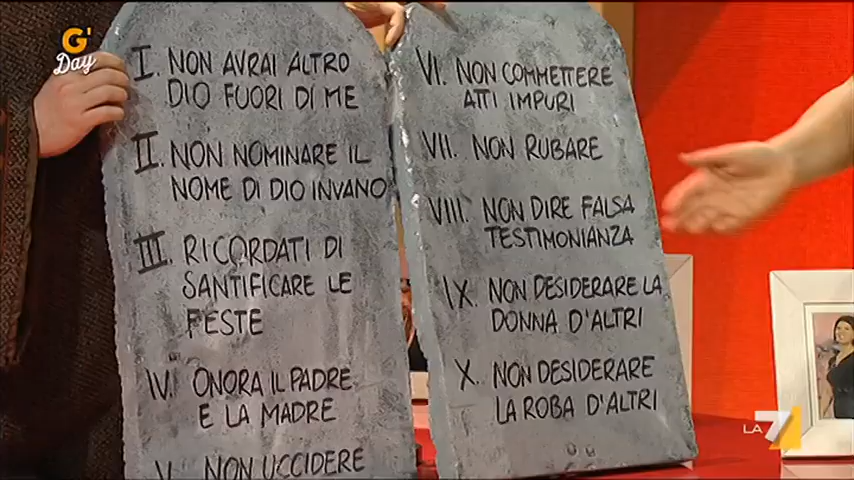 G'
Day
I. NON AVRAI ALTRO
DIO FUORI DI ME
II. NON NOMINARE IL
NOME DI DIO INVANO
III. RICORDATI DI
SANTIFICARE LE
FESTE
IV. ONORA IL PADRE
E LA MADRE
V. NON UCCIDERE
VI. NON COMMETTERE
ATTI IMPURI
VII. NON RUBARE
VIII. NON DIRE FALSA
TESTIMONIANZA
IX. NON DESIDERARE LA
DONNA D'ALTRI
X. NON DESIDERARE
LA ROBA D'ALTRI
LA7